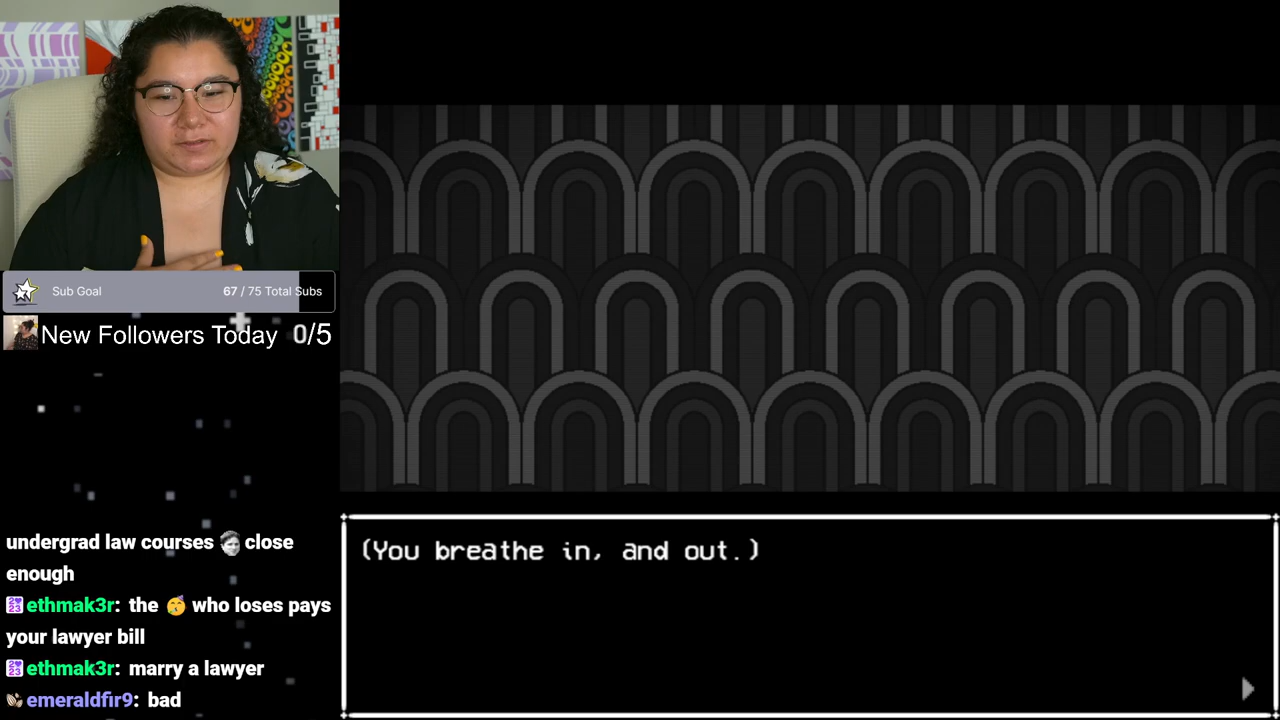 Sub Goal 67 / 75 Total Subs
New Followers Today 0/5
undergrad law courses close
enough
ethmak3r: the 🥳 who loses pays
your lawyer bill
ethmak3r: marry a lawyer
emeraldfir9: bad
(You breathe in, and out.)